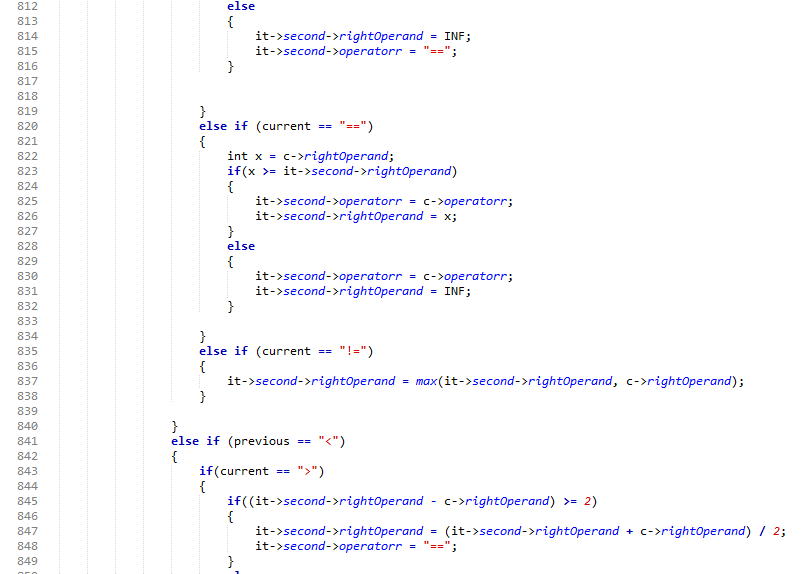 812 else
813 {
814 it->second->rightOperand = INF;
815 it->second->operatorr = "==";
816 }
817
818
819 }
820 else if (current == "==")
821 {
822 int x = c->rightOperand;
823 if(x >= it->second->rightOperand)
824 {
825 it->second->operatorr = c->operatorr;
826 it->second->rightOperand = x;
827 }
828 else
829 {
830 it->second->operatorr = c->operatorr;
831 it->second->rightOperand = INF;
832 }
833
834 }
835 else if (current == "!=")
836 {
837 it->second->rightOperand = max(it->second->rightOperand, c->rightOperand);
838 }
839
840 }
841 else if (previous == "<")
842 {
843 if(current == ">")
844 {
845 if((it->second->rightOperand - c->rightOperand) >= 2)
846 {
847 it->second->rightOperand = (it->second->rightOperand + c->rightOperand) / 2;
848 it->second->operatorr = "==";
849 }